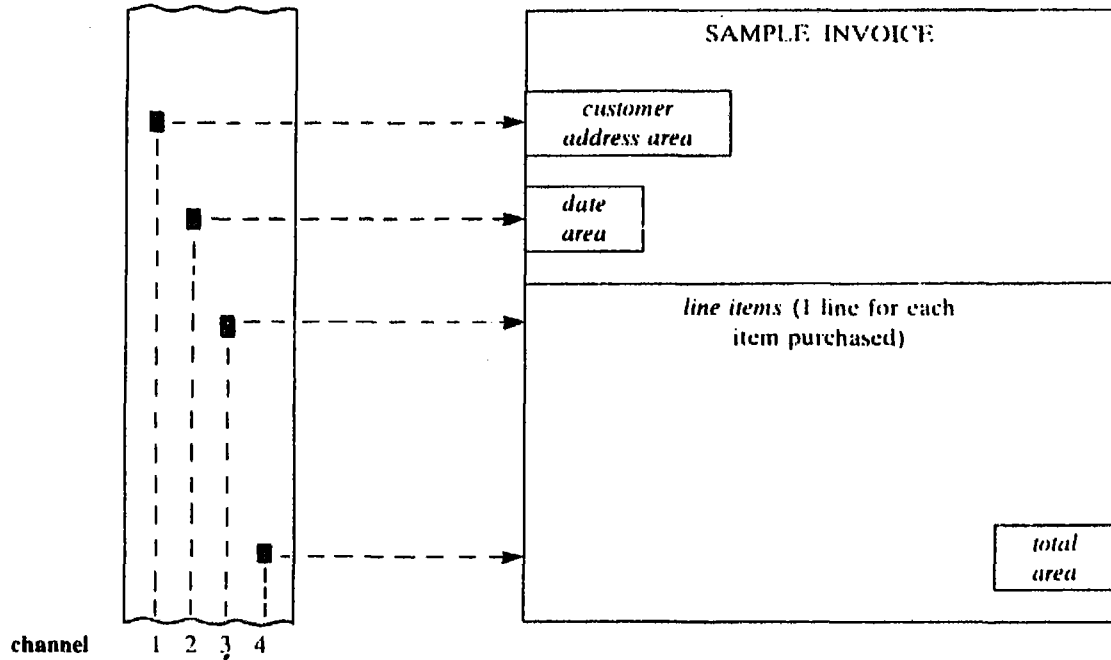 SAMPLE INVOICE
customer
address area
date
area
line items (1 line for each
item purchased)
total
area
channel 1 2 3 4